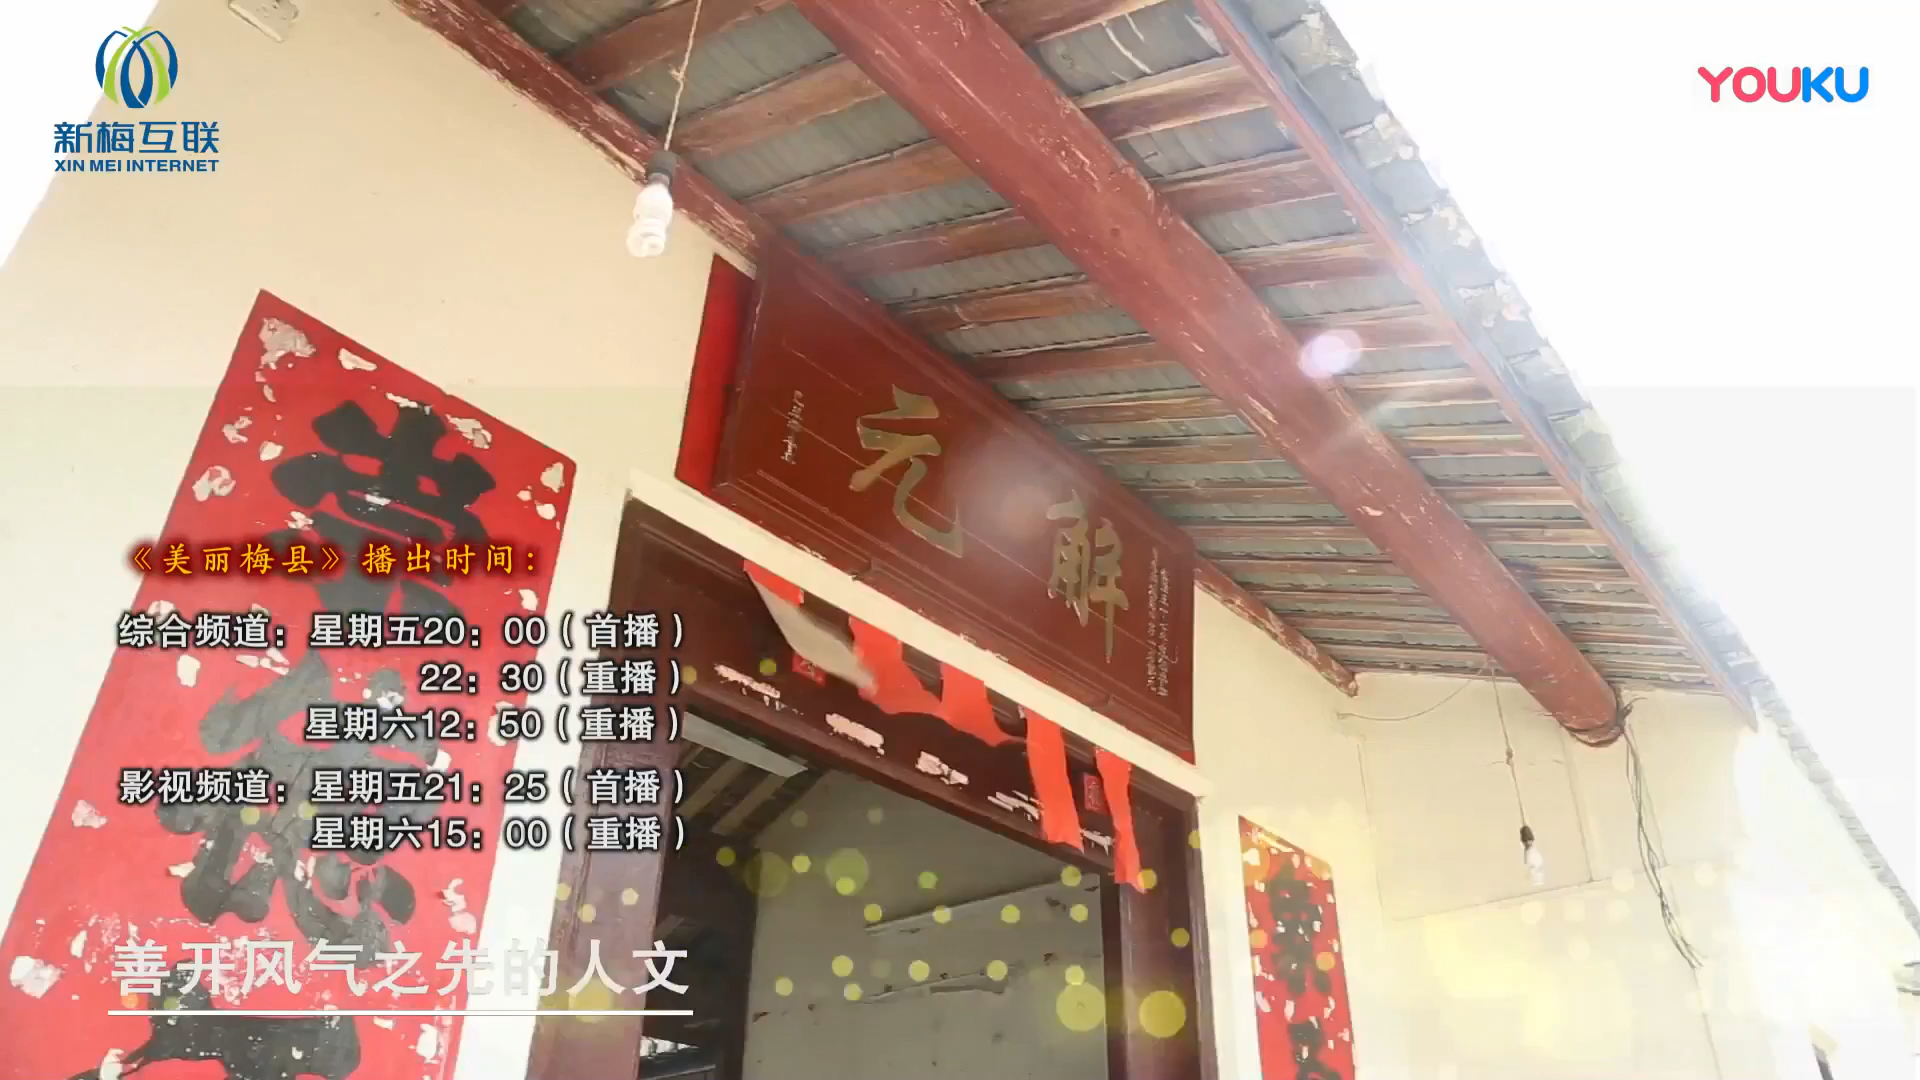 新梅互联
XIN MEI INTERNET
YOUKU
元解
崇德
《美丽梅县》播出时间：
综合频道：星期五20：00（首播）
22：30（重播）
星期六12：50（重播）
影视频道：星期五21：25（首播）
星期六15：00（重播）
善开风气之先的人文